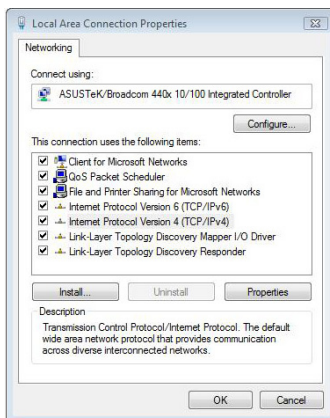 Local Area Connection Properties
Networking
Connect using:
ASUSTeK/Broadcom 440x 10/100 Integrated Controller
Configure...
This connection uses the following items:
Client for Microsoft Networks
QoS Packet Scheduler
File and Printer Sharing for Microsoft Networks
Internet Protocol Version 6 (TCP/IPv6)
Internet Protocol Version 4 (TCP/IPv4)
Link-Layer Topology Discovery Mapper I/O Driver
Link-Layer Topology Discovery Responder
Install... Uninstall Properties
Description
Transmission Control Protocol/Internet Protocol. The default
wide area network protocol that provides communication
across diverse interconnected networks.
OK Cancel